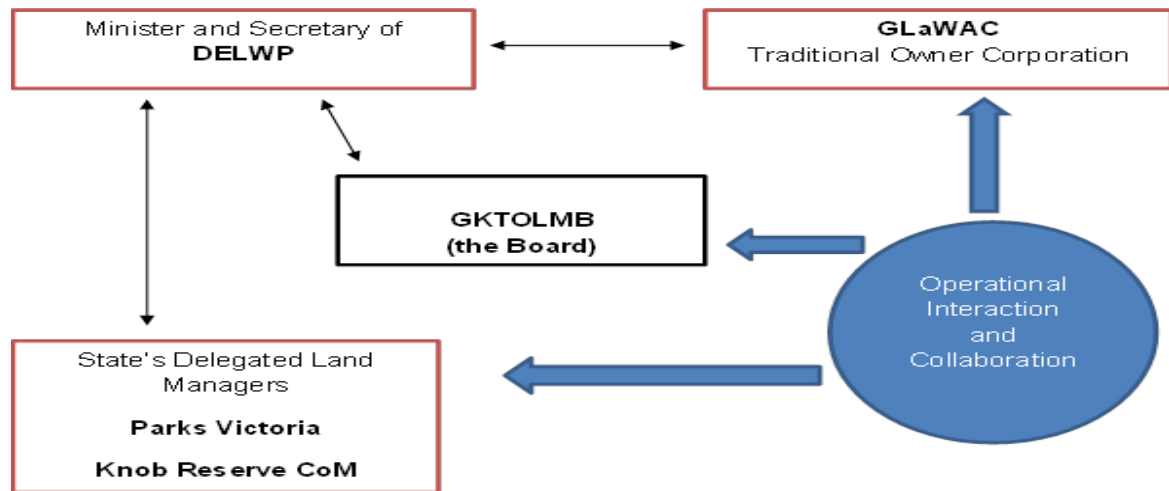 Minister and Secretary of
DELWP
GLaWAC
Traditional Owner Corporation
GKTOLMB
(the Board)
Operational
Interaction
and
Collaboration
State's Delegated Land
Managers
Parks Victoria
Knob Reserve CoM